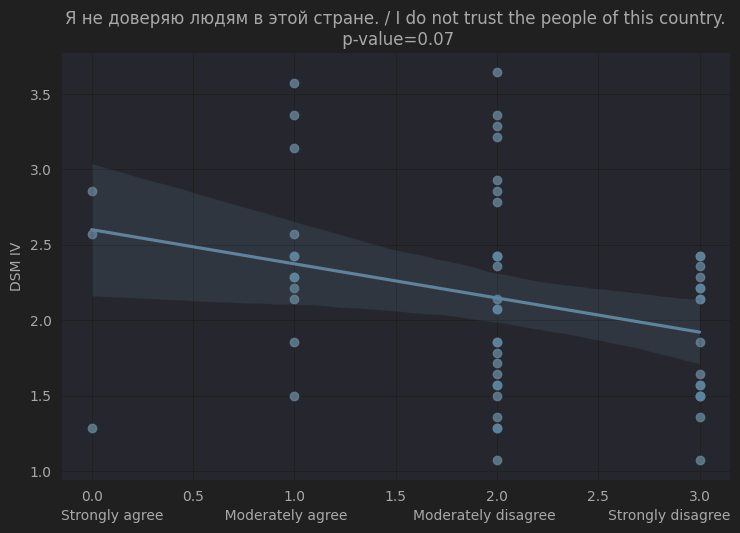 Я не доверяю людям в этой стране. / I do not trust the people of this country.
p-value=0.07
3.5
3.0
2.5
2.0
1.5
1.0
DSM IV
0.0 0.5 1.0 1.5 2.0 2.5 3.0
Strongly agree Moderately agree Moderately disagree Strongly disagree